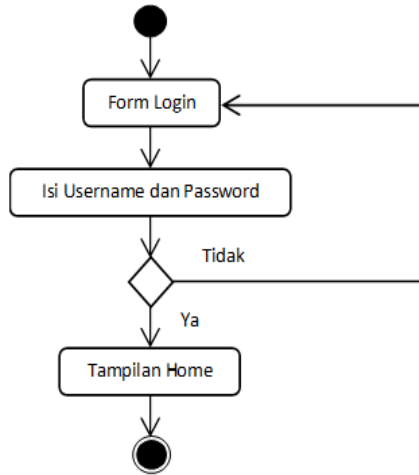 Form Login
Isi Username dan Password
Tidak
Ya
Tampilan Home